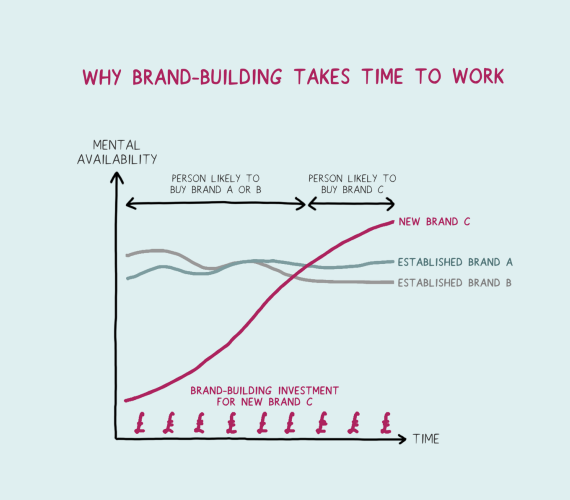 WHY BRAND-BUILDING TAKES TIME TO WORK
MENTAL
AVAILABILITY
PERSON LIKELY TO
BUY BRAND A OR B
PERSON LIKELY TO
BUY BRAND C
NEW BRAND C
ESTABLISHED BRAND A
ESTABLISHED BRAND B
BRAND-BUILDING INVESTMENT
FOR NEW BRAND C
£ £ £ £ £ £ £ £ £
TIME